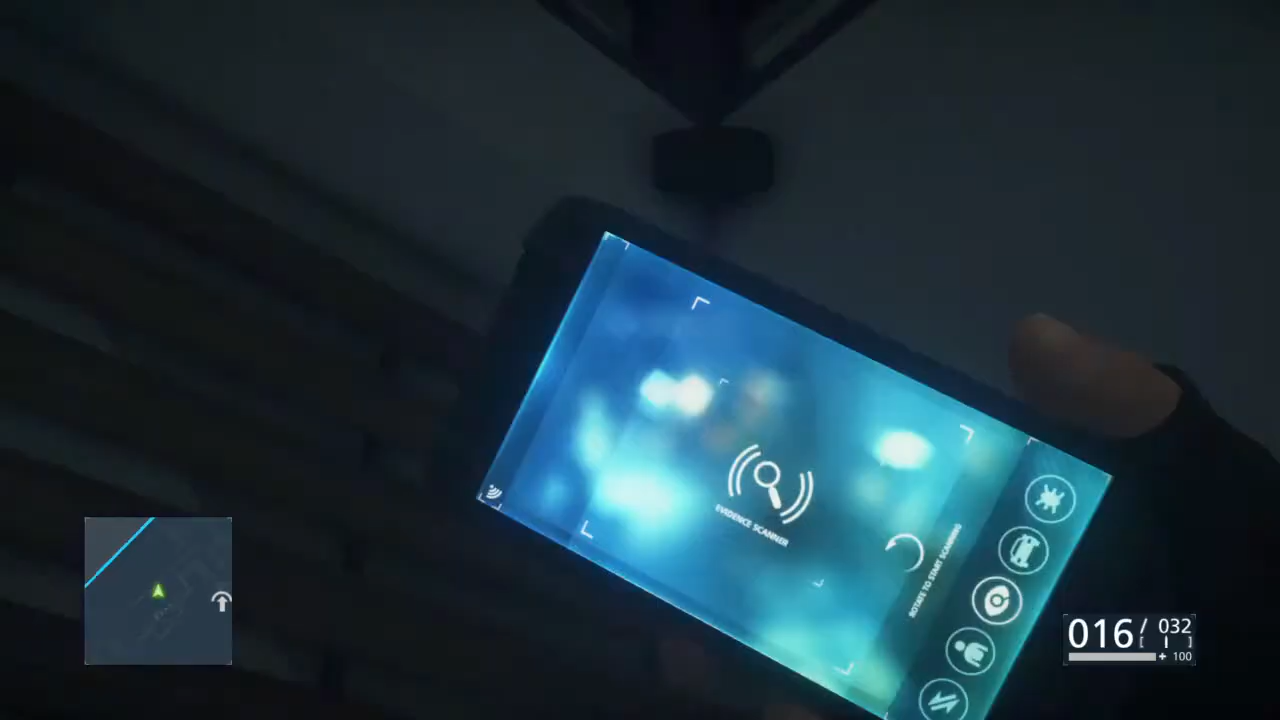 EVIDENCE SCANNER
ROTATE TO START SCANNING
016 / 032
[ | ]
+ 100